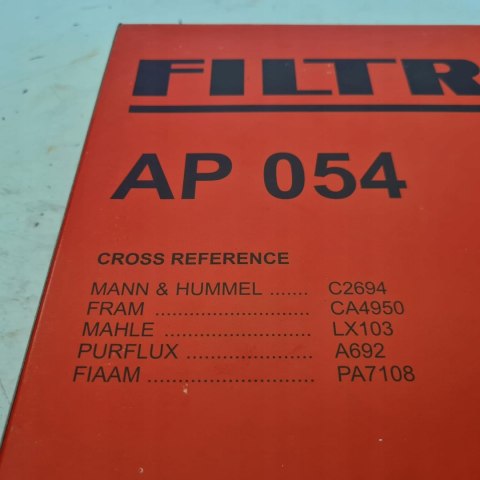 FILTR
AP 054
CROSS REFERENCE
MANN & HUMMEL ....... C2694
FRAM ............................ CA4950
MAHLE .......................... LX103
PURFLUX ...................... A692
FIAAM ............................. PA7108